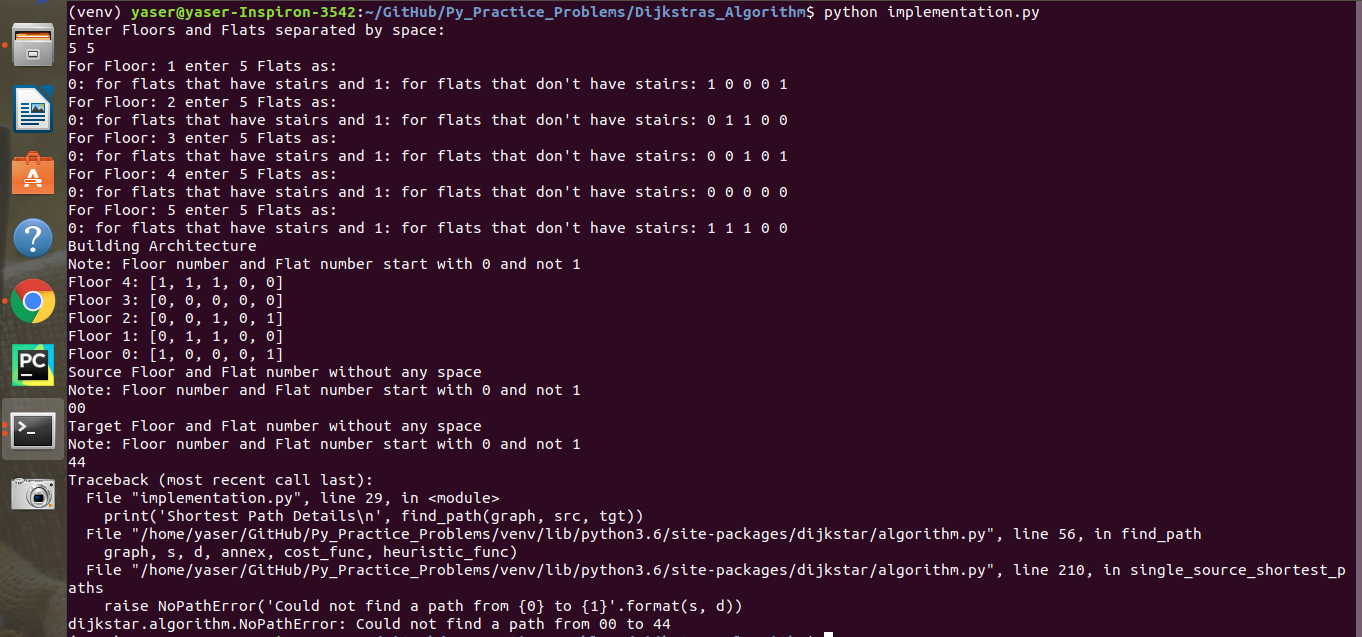 (venv) yaser@yaser-Inspiron-3542:~/GitHub/Py_Practice_Problems/Dijkstras_Algorithm$ python implementation.py
Enter Floors and Flats separated by space:
5 5
For Floor: 1 enter 5 Flats as:
0: for flats that have stairs and 1: for flats that don't have stairs: 1 0 0 0 1
For Floor: 2 enter 5 Flats as:
0: for flats that have stairs and 1: for flats that don't have stairs: 0 1 1 0 0
For Floor: 3 enter 5 Flats as:
0: for flats that have stairs and 1: for flats that don't have stairs: 0 0 1 0 1
For Floor: 4 enter 5 Flats as:
0: for flats that have stairs and 1: for flats that don't have stairs: 0 0 0 0 0
For Floor: 5 enter 5 Flats as:
0: for flats that have stairs and 1: for flats that don't have stairs: 1 1 1 0 0
Building Architecture
Note: Floor number and Flat number start with 0 and not 1
Floor 4: [1, 1, 1, 0, 0]
Floor 3: [0, 0, 0, 0, 0]
Floor 2: [0, 0, 1, 0, 1]
Floor 1: [0, 1, 1, 0, 0]
Floor 0: [1, 0, 0, 0, 1]
Source Floor and Flat number without any space
Note: Floor number and Flat number start with 0 and not 1
00
Target Floor and Flat number without any space
Note: Floor number and Flat number start with 0 and not 1
44
Traceback (most recent call last):
  File "implementation.py", line 29, in <module>
    print('Shortest Path Details\n', find_path(graph, src, tgt))
  File "/home/yaser/GitHub/Py_Practice_Problems/venv/lib/python3.6/site-packages/dijkstar/algorithm.py", line 56, in find_path
    graph, s, d, annex, cost_func, heuristic_func)
  File "/home/yaser/GitHub/Py_Practice_Problems/venv/lib/python3.6/site-packages/dijkstar/algorithm.py", line 210, in single_source_shortest_p
aths
    raise NoPathError('Could not find a path from {0} to {1}'.format(s, d))
dijkstar.algorithm.NoPathError: Could not find a path from 00 to 44
A
?
PC
>_